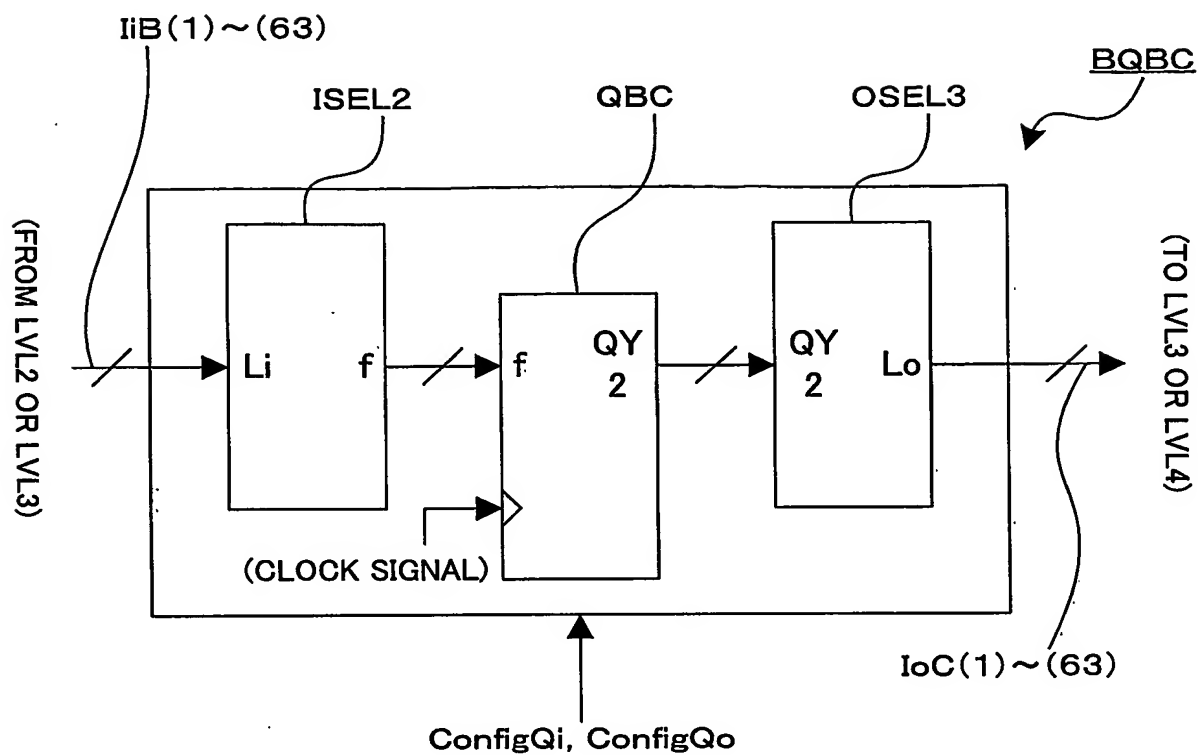 IiB(1)~(63)
BQBC
ISEL2
QBC
OSEL3
(FROM LVL2 OR LVL3)
(TO LVL3 OR LVL4)
Li
f
f
QY
2
QY
2
Lo
(CLOCK SIGNAL)
IoC(1)~(63)
ConfigQi, ConfigQo